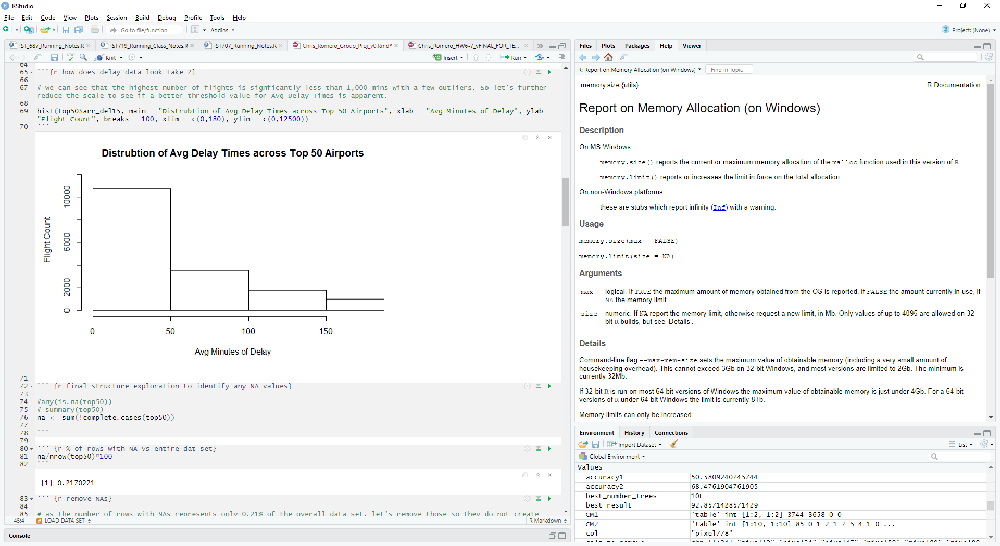 RStudio
File Edit Code View Plots Session Build Debug Profile Tools Help
Go to file/function Addins Project: (None)
IST_687_Running_Notes.R IST719_Running_Class_Notes.R IST707_Running_Notes.R Chris_Romero_Group_Proj_v0.Rmd* Chris_Romero_HW6-7_vFINAL_FOR_TE...
ABC Knit Insert Run
64
65 ```{r how does delay data look take 2}
66
67 # we can see that the highest number of flights is signficantly less than 1,000 mins with a few outliers. So let's further
reduce the scale to see if a better threshold value for Avg Delay Times is apparent.
68
69 hist(top50$arr_del15, main = "Distrubtion of Avg Delay Times across Top 50 Airports", xlab = "Avg Minutes of Delay", ylab =
"Flight Count", breaks = 100, xlim = c(0,180), ylim = c(0,12500))
70 ```
Distrubtion of Avg Delay Times across Top 50 Airports
Flight Count
10000
6000
2000
0
0 50 100 150
Avg Minutes of Delay
71
72 ``` {r final structure exploration to identify any NA values}
73
74 #any(is.na(top50))
75 # summary(top50)
76 na <- sum(!complete.cases(top50))
77
78 ```
79
80 ``` {r % of rows with NA vs entire dat set}
81 na/nrow(top50)*100
82 ```
[1] 0.2170221
83 ``` {r remove NAs}
84
85 # as the number of rows with NAs represents only 0.21% of the overall data set, let's remove those so they do not create
45:4 # LOAD DATA SET R Markdown
Console
Files Plots Packages Help Viewer
R: Report on Memory Allocation (on Windows) Find in Topic
memory.size {utils} R Documentation
Report on Memory Allocation (on Windows)
Description
On MS Windows,
memory.size() reports the current or maximum memory allocation of the malloc function used in this version of R.
memory.limit() reports or increases the limit in force on the total allocation.
On non-Windows platforms
these are stubs which report infinity (Inf) with a warning.
Usage
memory.size(max = FALSE)
memory.limit(size = NA)
Arguments
max logical. If TRUE the maximum amount of memory obtained from the OS is reported, if FALSE the amount currently in use, if
NA the memory limit.
size numeric. If NA report the memory limit, otherwise request a new limit, in Mb. Only values of up to 4095 are allowed on 32-
bit R builds, but see ‘Details’.
Details
Command-line flag --max-mem-size sets the maximum value of obtainable memory (including a very small amount of
housekeeping overhead). This cannot exceed 3Gb on 32-bit Windows, and most versions are limited to 2Gb. The minimum is
currently 32Mb.
If 32-bit R is run on most 64-bit versions of Windows the maximum value of obtainable memory is just under 4Gb. For a 64-bit
versions of R under 64-bit Windows the limit is currently 8Tb.
Memory limits can only be increased.
Environment History Connections
Import Dataset List
Global Environment
Values
accuracy1 50.5809240745744
accuracy2 68.4761904761905
best_number_trees 10L
best_result 92.8571428571429
CM1 'table' int [1:2, 1:2] 3744 3658 0 0
CM2 'table' int [1:10, 1:10] 85 0 1 2 1 7 5 4 1 0 ...
col "pixel778"